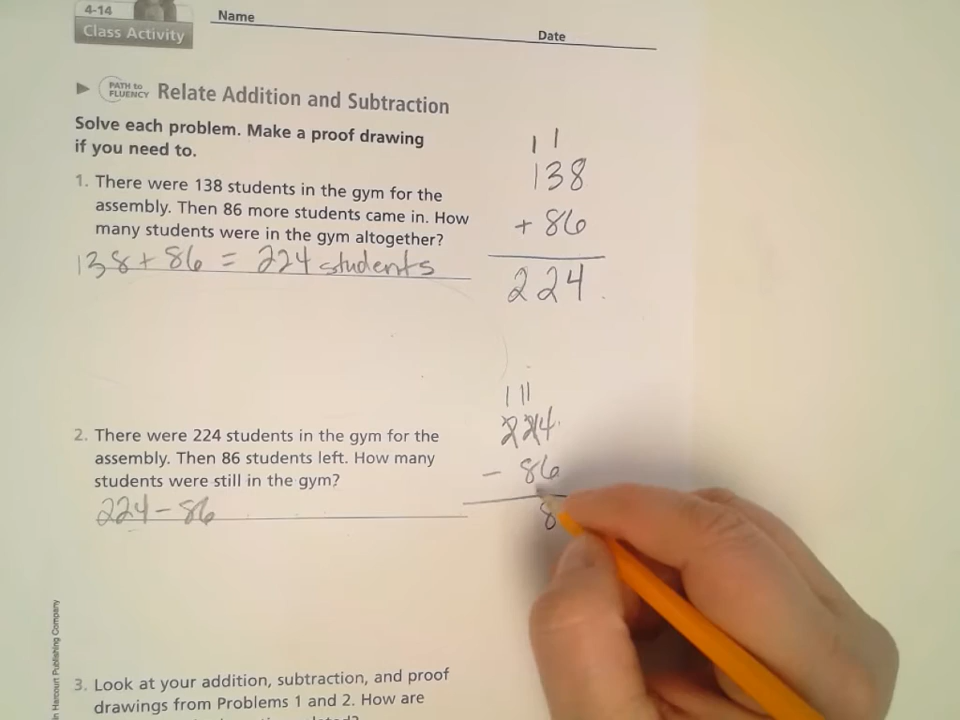 4-14
Class Activity
Name
Date
PATH to
FLUENCY
Relate Addition and Subtraction
Solve each problem. Make a proof drawing
if you need to.
1. There were 138 students in the gym for the
assembly. Then 86 more students came in. How
many students were in the gym altogether?
138 + 86 = 224 students
1 1
138
+ 86
224
2. There were 224 students in the gym for the
assembly. Then 86 students left. How many
students were still in the gym?
224 - 86
1 11
224
- 86
8
3. Look at your addition, subtraction, and proof
drawings from Problems 1 and 2. How are
Harcourt Publishing Company